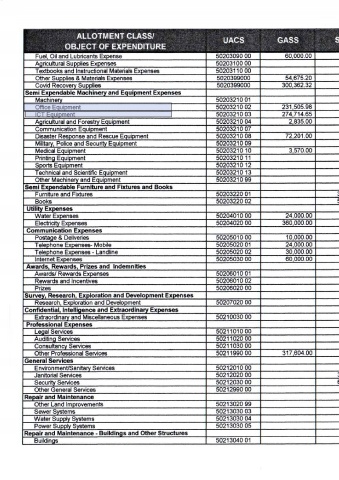 ALLOTMENT CLASS/ OBJECT OF EXPENDITURE UACS GASS S
Fuel, Oil and Lubricants Expense 50203090 00 60,000.00
Agricultural Supplies Expenses 50203100 00
Textbooks and Instructional Materials Expenses 50203110 00
Other Supplies & Materials Expenses 50203990000 54,675.20
Covid Recovery Supplies 50203990000 300,362.32
Semi Expendable Machinery and Equipment Expenses
Machinery 50203210 01
Office Equipment 50203210 02 231,505.98
ICT Equipment 50203210 03 274,714.65
Agricultural and Forestry Equipment 50203210 04 2,835.00
Communication Equipment 50203210 07
Disaster Response and Rescue Equipment 50203210 08 72,201.00
Military, Police and Security Equipment 50203210 09
Medical Equipment 50203210 10 3,570.00
Printing Equipment 50203210 11
Sports Equipment 50203210 12
Technical and Scientific Equipment 50203210 13
Other Machinery and Equipment 50203210 99
Semi Expendable Furniture and Fixtures and Books
Furniture and Fixtures 50203220 01
Books 50203220 02
Utility Expenses
Water Expenses 50204010 00 24,000.00
Electricity Expenses 50204020 00 360,000.00
Communication Expenses
Postage & Deliveries 50205010 00 10,000.00
Telephone Expenses- Mobile 50205020 01 24,000.00
Telephone Expenses - Landline 50205020 02 30,000.00
Internet Expenses 50205030 00 60,000.00
Awards, Rewards, Prizes and Indemnities
Awards/ Rewards Expenses 50206010 01
Rewards and Incentives 50206010 02
Prizes 50206020 00
Survey, Research, Exploration and Development Expenses
Research, Exploration and Development 50207020 00
Confidential, Intelligence and Extraordinary Expenses
Extraordinary and Miscellaneous Expenses 50210030 00
Professional Expenses
Legal Services 50211010 00
Auditing Services 50211020 00
Consultancy Services 50211030 00
Other Professional Services 50211990 00 317,604.00
General Services
Environment/Sanitary Services 50212010 00
Janitorial Services 50212020 00
Security Services 50212030 00
Other General Services 50212990 00
Repair and Maintenance
Other Land Improvements 50213020 99
Sewer Systems 50213030 03
Water Supply Systems 50213030 04
Power Supply Systems 50213030 05
Repair and Maintenance - Buildings and Other Structures
Buildings 50213040 01